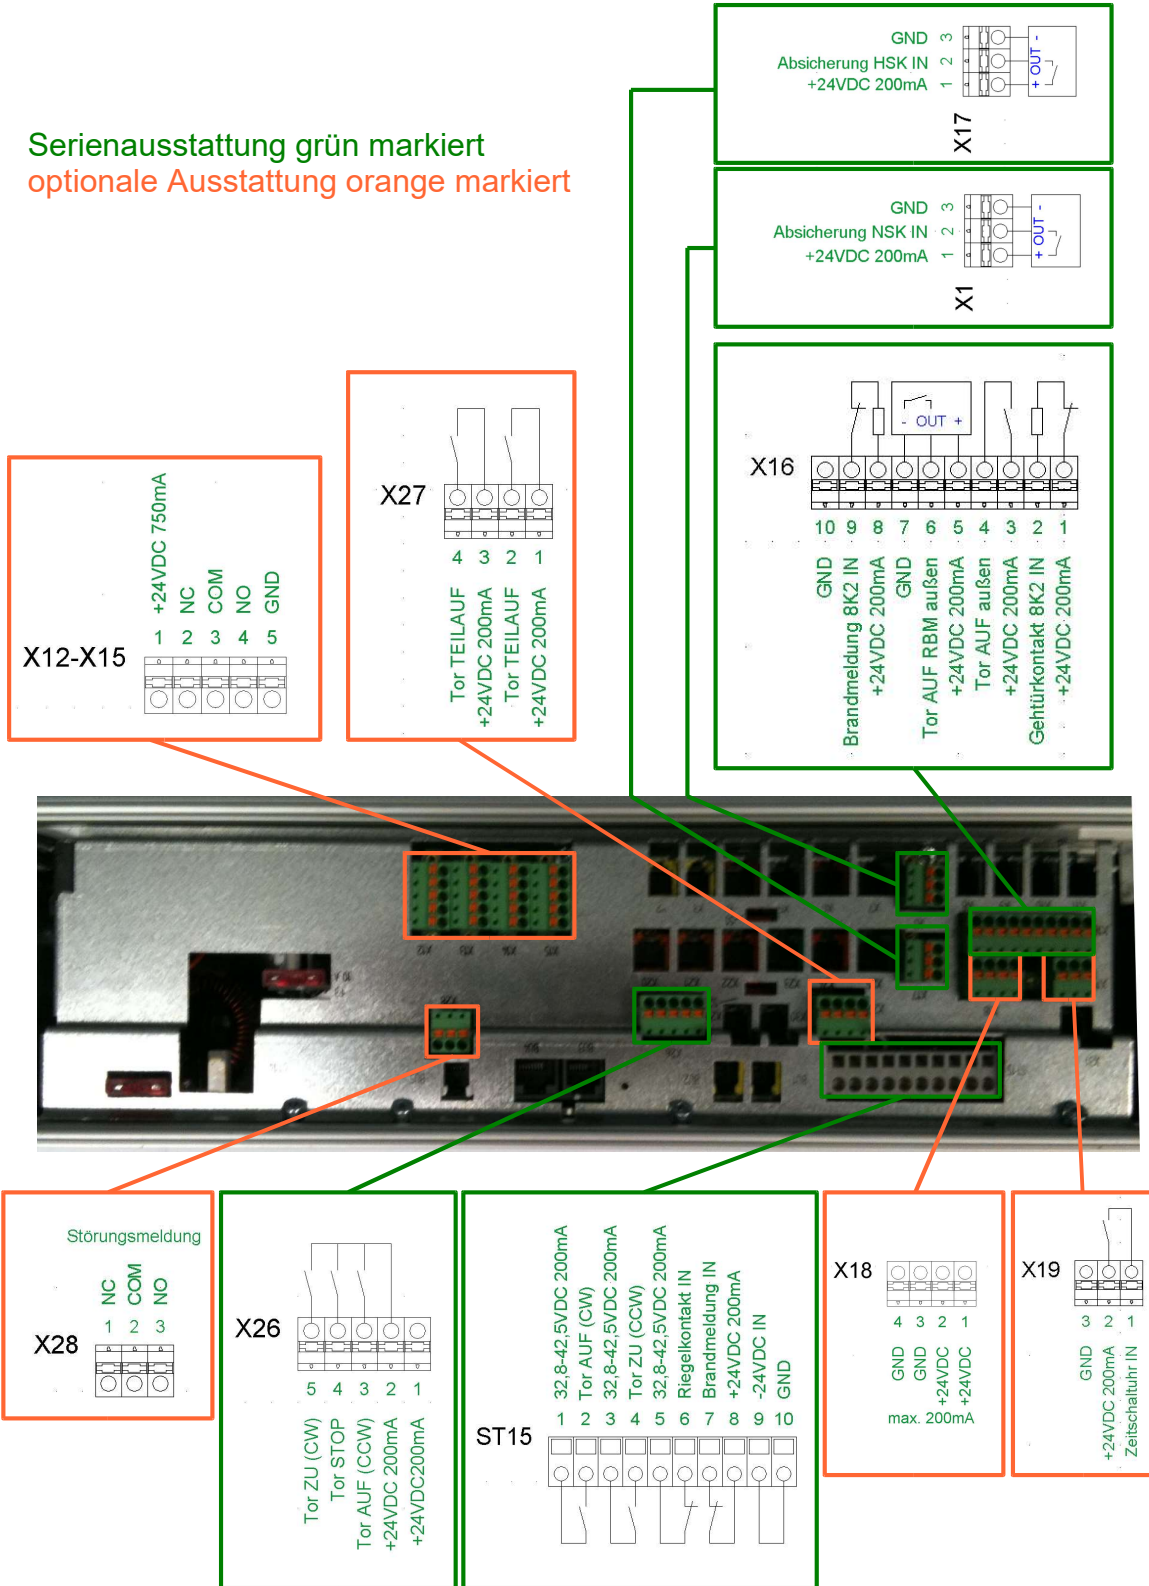 GND 3
Absicherung HSK IN 2
+24VDC 200mA 1
+ OUT -
X17
Serienausstattung grün markiert
optionale Ausstattung orange markiert
GND 3
Absicherung NSK IN 2
+24VDC 200mA 1
+ OUT -
X1
X16
- OUT +
10 9 8 7 6 5 4 3 2 1
GND
Brandmeldung 8K2 IN
+24VDC 200mA
GND
Tor AUF RBM außen
+24VDC 200mA
Tor AUF außen
+24VDC 200mA
Gehtürkontakt 8K2 IN
+24VDC 200mA
X27
4 3 2 1
Tor TEILAUF
+24VDC 200mA
Tor TEILAUF
+24VDC 200mA
X12-X15
+24VDC 750mA
NC
COM
NO
GND
1 2 3 4 5
X12 X13 X14 X15
Störungsmeldung
NC
COM
NO
1 2 3
X28
X26
5 4 3 2 1
Tor ZU (CW)
Tor STOP
Tor AUF (CCW)
+24VDC 200mA
+24VDC200mA
32,8-42,5VDC 200mA
Tor AUF (CW)
32,8-42,5VDC 200mA
Tor ZU (CCW)
32,8-42,5VDC 200mA
Riegelkontakt IN
Brandmeldung IN
+24VDC 200mA
-24VDC IN
GND
1 2 3 4 5 6 7 8 9 10
ST15
X18
4 3 2 1
GND
GND
+24VDC
+24VDC
max. 200mA
X19
3 2 1
GND
+24VDC 200mA
Zeitschaltuhr IN